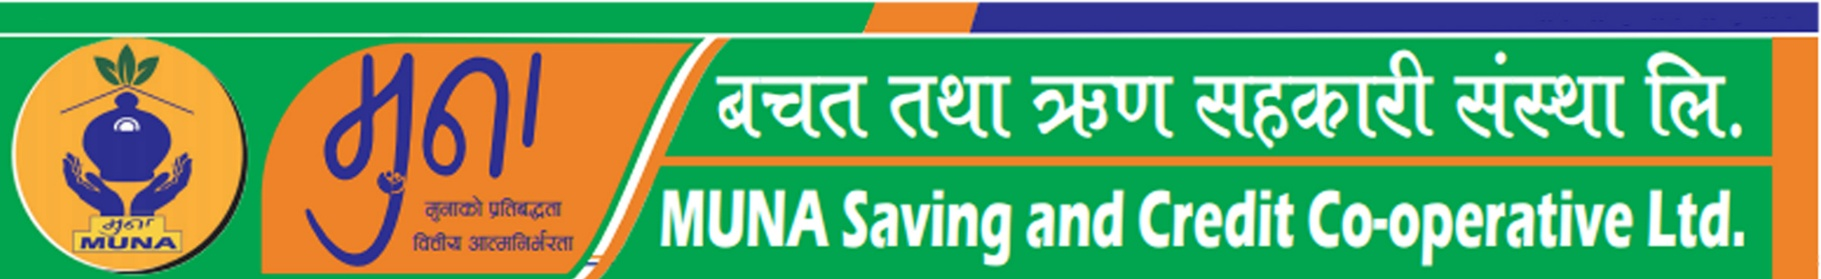 मुना
MUNA
मुना
मुनाको प्रतिबद्धता
वित्तीय आत्मनिर्भरता
बचत तथा ऋण सहकारी संस्था लि.
MUNA Saving and Credit Co-operative Ltd.